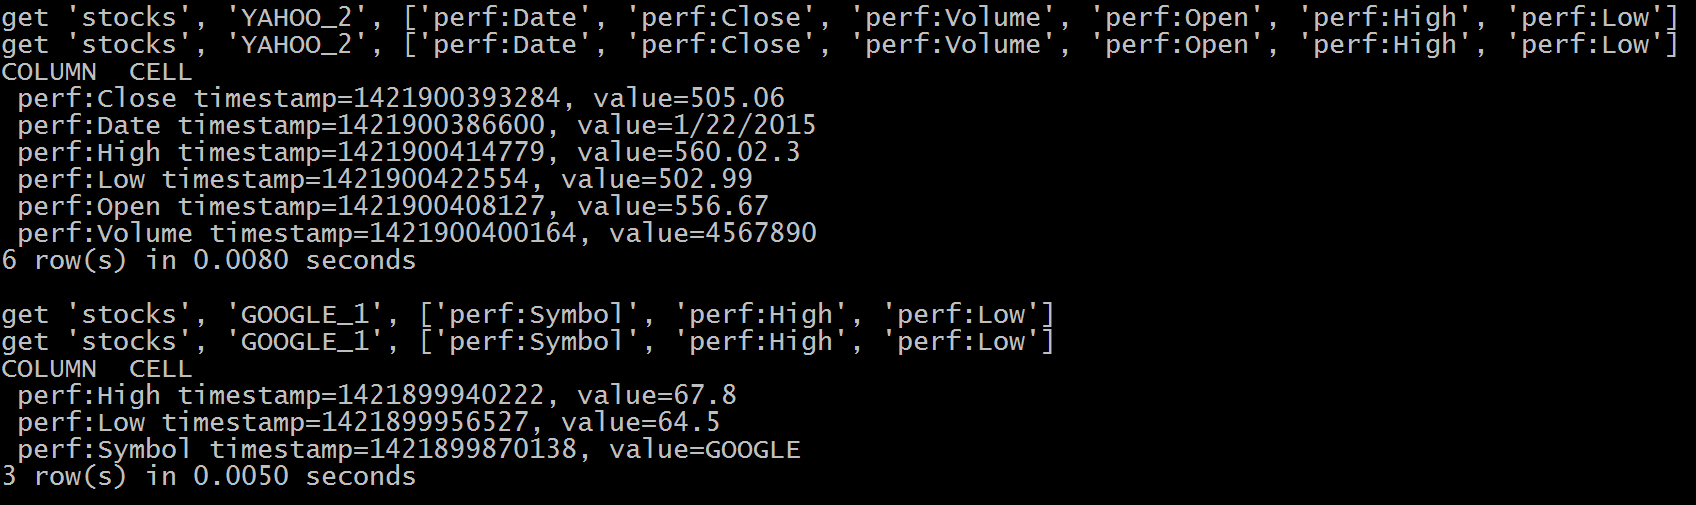 get 'stocks', 'YAHOO_2', ['perf:Date', 'perf:Close', 'perf:Volume', 'perf:Open', 'perf:High', 'perf:Low']
get 'stocks', 'YAHOO_2', ['perf:Date', 'perf:Close', 'perf:Volume', 'perf:Open', 'perf:High', 'perf:Low']
COLUMN  CELL
 perf:Close timestamp=1421900393284, value=505.06
 perf:Date timestamp=1421900386600, value=1/22/2015
 perf:High timestamp=1421900414779, value=560.02.3
 perf:Low timestamp=1421900422554, value=502.99
 perf:Open timestamp=1421900408127, value=556.67
 perf:Volume timestamp=1421900400164, value=4567890
6 row(s) in 0.0080 seconds

get 'stocks', 'GOOGLE_1', ['perf:Symbol', 'perf:High', 'perf:Low']
get 'stocks', 'GOOGLE_1', ['perf:Symbol', 'perf:High', 'perf:Low']
COLUMN  CELL
 perf:High timestamp=1421899940222, value=67.8
 perf:Low timestamp=1421899956527, value=64.5
 perf:Symbol timestamp=1421899870138, value=GOOGLE
3 row(s) in 0.0050 seconds